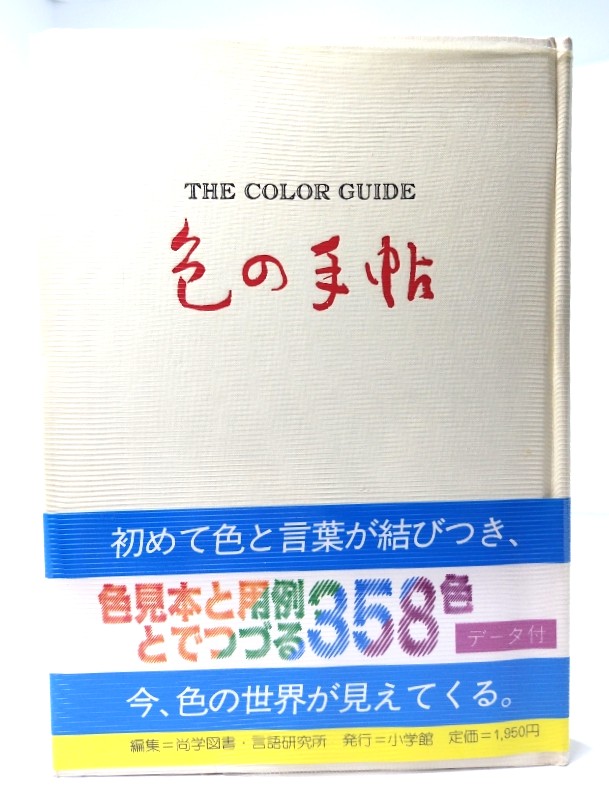 THE COLOR GUIDE
色の手帖
初めて色と言葉が結びつき、
色見本と用例
とでつづる358色
データ付
今、色の世界が見えてくる。
編集＝尚学図書・言語研究所 発行＝小学館 定価＝1,950円